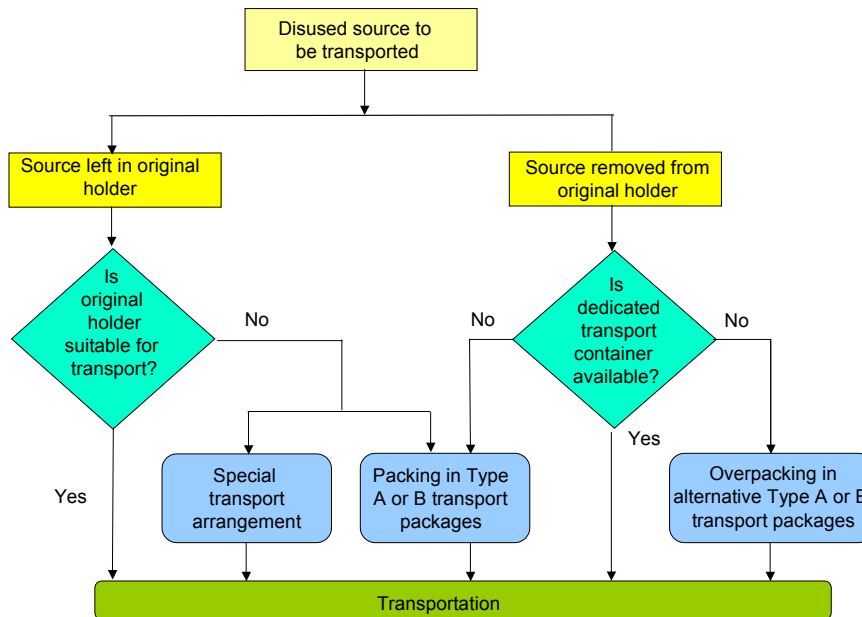 Disused source to
be transported
Source left in original
holder
Source removed from
original holder
Is
original
holder
suitable for
transport?
No
Is
dedicated
transport
container
available?
No
No
Yes
Yes
Special
transport
arrangement
Packing in Type
A or B transport
packages
Overpacking in
alternative Type A or B
transport packages
Transportation